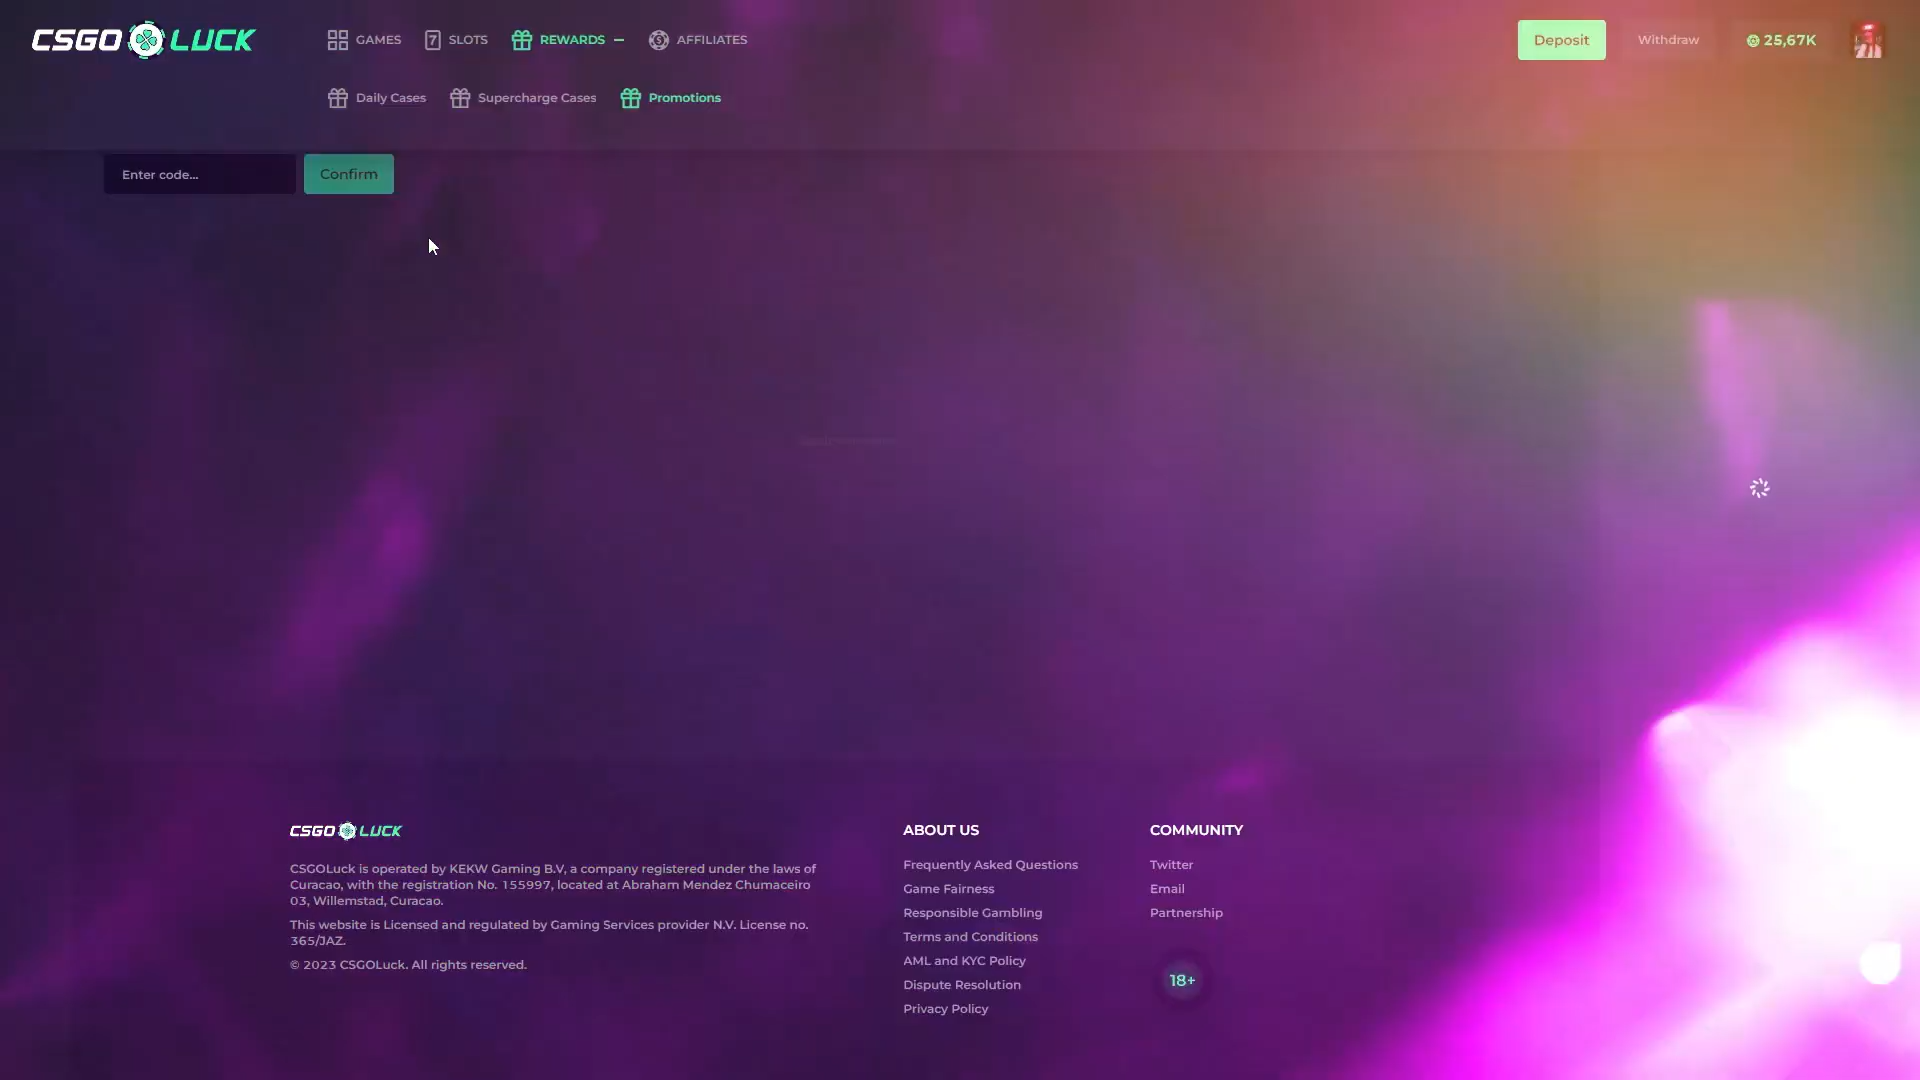 CSGO LUCK
GAMES
SLOTS
REWARDS
AFFILIATES
Deposit
Withdraw
25,67K
Daily Cases
Supercharge Cases
Promotions
Enter code...
Confirm
CSGO LUCK
CSGOLuck is operated by KEKW Gaming B.V, a company registered under the laws of
Curacao, with the registration No. 155997, located at Abraham Mendez Chumaceiro
03, Willemstad, Curacao.
This website is Licensed and regulated by Gaming Services provider N.V. License no.
365/JAZ.
© 2023 CSGOLuck. All rights reserved.
ABOUT US
Frequently Asked Questions
Game Fairness
Responsible Gambling
Terms and Conditions
AML and KYC Policy
Dispute Resolution
Privacy Policy
COMMUNITY
Twitter
Email
Partnership
18+